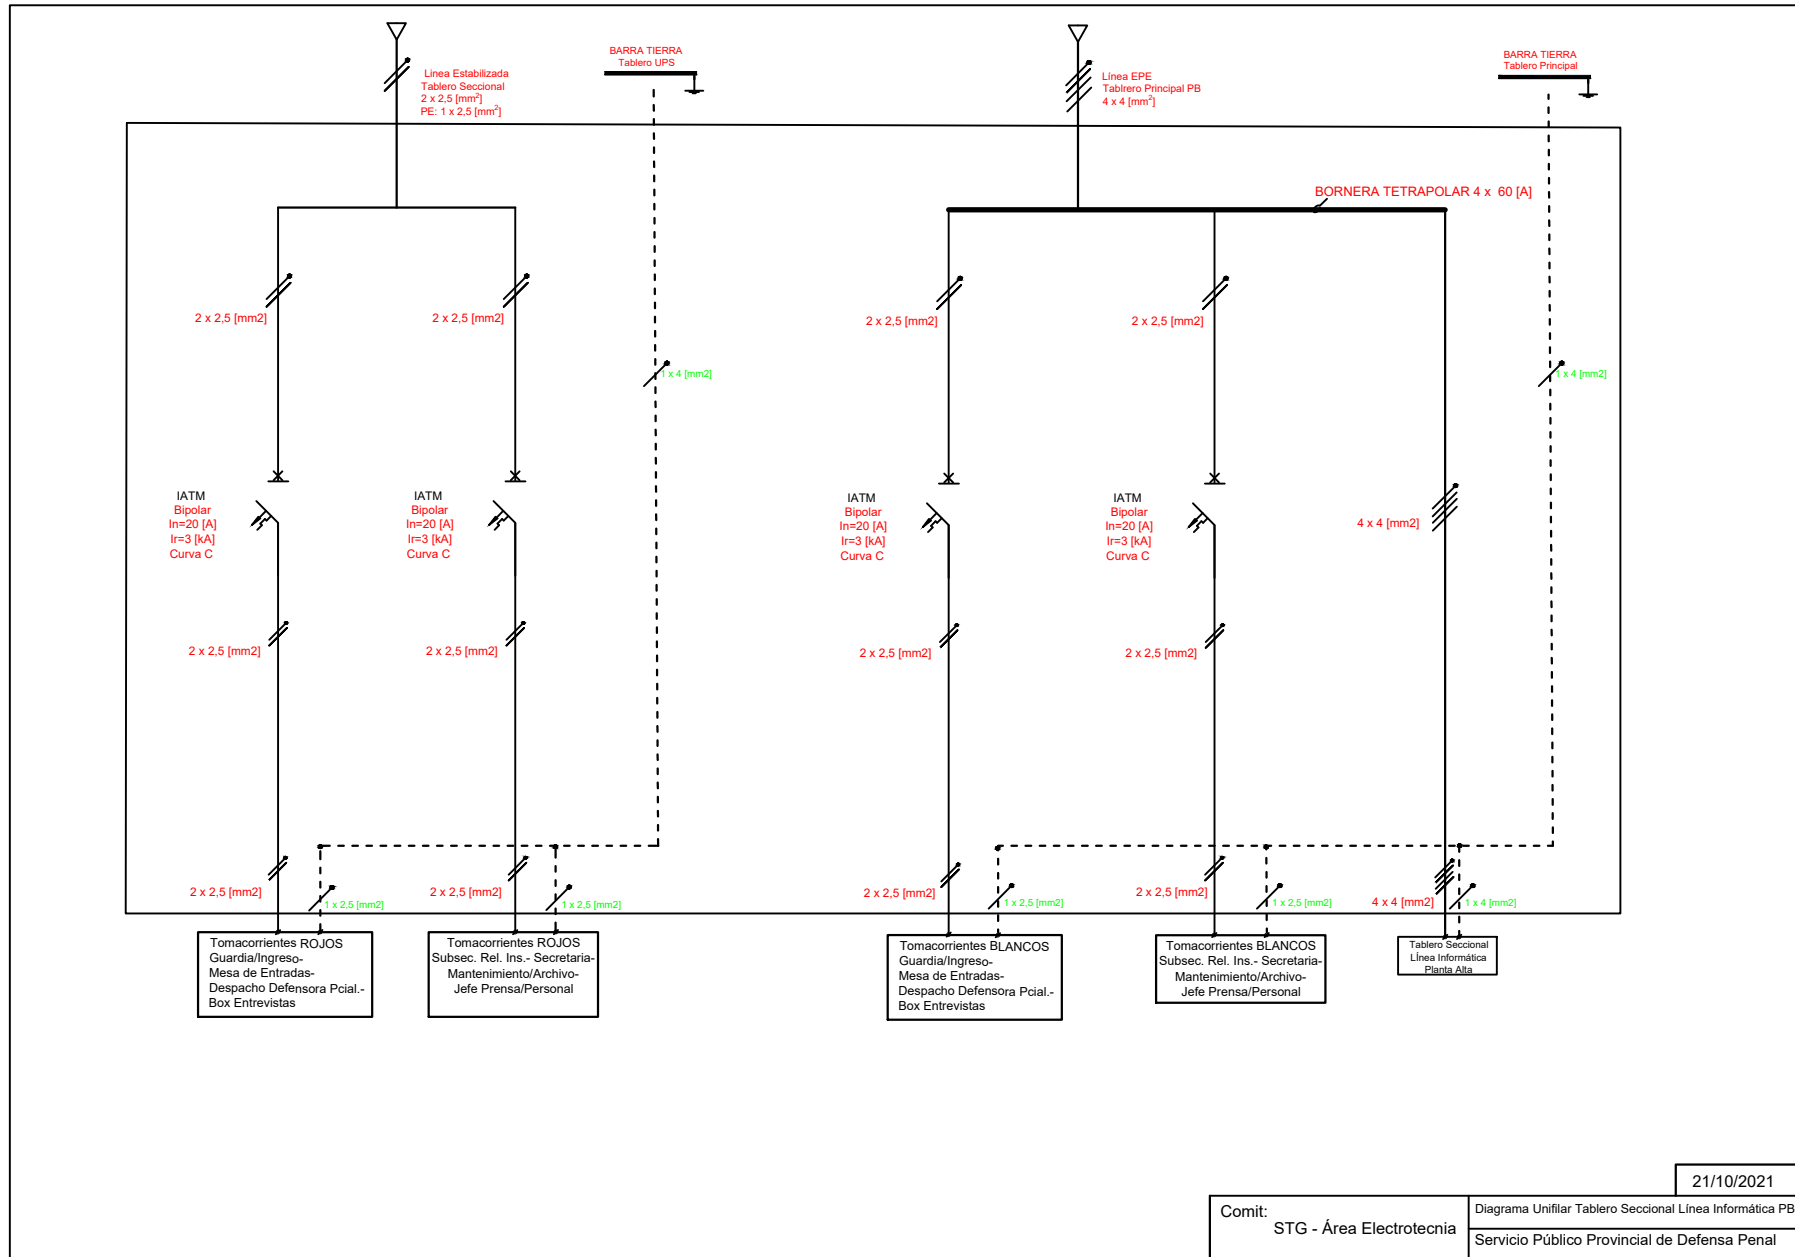 BARRA TIERRA
Tablero UPS
Linea Estabilizada
Tablero Seccional
2 x 2,5 [mm²]
PE: 1 x 2,5 [mm²]
Línea EPE
Tablrero Principal PB
4 x 4 [mm²]
BARRA TIERRA
Tablero Principal
BORNERA TETRAPOLAR 4 x 60 [A]
2 x 2,5 [mm2]
2 x 2,5 [mm2]
2 x 2,5 [mm2]
2 x 2,5 [mm2]
1 x 4 [mm2]
1 x 4 [mm2]
IATM
Bipolar
In=20 [A]
Ir=3 [kA]
Curva C
IATM
Bipolar
In=20 [A]
Ir=3 [kA]
Curva C
IATM
Bipolar
In=20 [A]
Ir=3 [kA]
Curva C
IATM
Bipolar
In=20 [A]
Ir=3 [kA]
Curva C
4 x 4 [mm2]
2 x 2,5 [mm2]
2 x 2,5 [mm2]
2 x 2,5 [mm2]
2 x 2,5 [mm2]
2 x 2,5 [mm2]
1 x 2,5 [mm2]
2 x 2,5 [mm2]
1 x 2,5 [mm2]
2 x 2,5 [mm2]
1 x 2,5 [mm2]
2 x 2,5 [mm2]
1 x 2,5 [mm2]
4 x 4 [mm2]
1 x 4 [mm2]
Tomacorrientes ROJOS
Guardia/Ingreso-
Mesa de Entradas-
Despacho Defensora Pcial.-
Box Entrevistas
Tomacorrientes ROJOS
Subsec. Rel. Ins.- Secretaria-
Mantenimiento/Archivo-
Jefe Prensa/Personal
Tomacorrientes BLANCOS
Guardia/Ingreso-
Mesa de Entradas-
Despacho Defensora Pcial.-
Box Entrevistas
Tomacorrientes BLANCOS
Subsec. Rel. Ins.- Secretaria-
Mantenimiento/Archivo-
Jefe Prensa/Personal
Tablero Seccional
LÍnea Informática
Planta Alta
21/10/2021
Comit:
STG - Área Electrotecnia
Diagrama Unifilar Tablero Seccional Línea Informática PB
Servicio Público Provincial de Defensa Penal